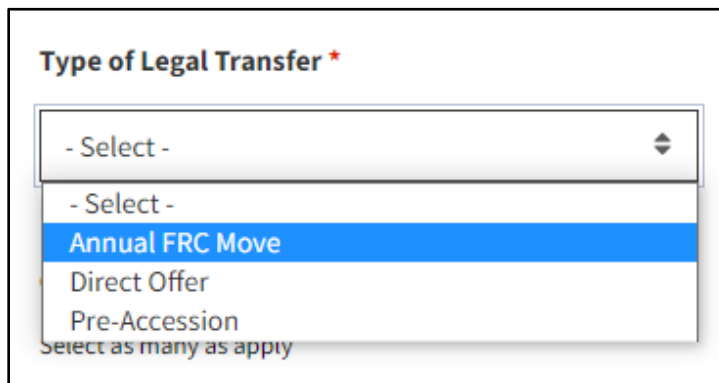 Type of Legal Transfer *
- Select -
- Select -
Annual FRC Move
Direct Offer
Pre-Accession
Select as many as apply